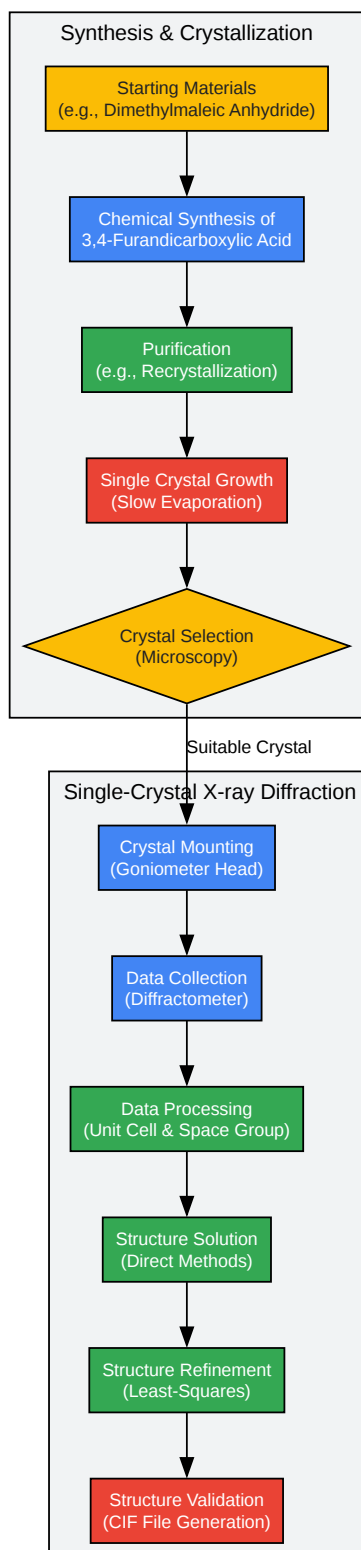 Synthesis & Crystallization
Starting Materials
(e.g., Dimethylmaleic Anhydride)
Chemical Synthesis of
3,4-Furandicarboxylic Acid
Purification
(e.g., Recrystallization)
Single Crystal Growth
(Slow Evaporation)
Crystal Selection
(Microscopy)
Suitable Crystal
Single-Crystal X-ray Diffraction
Crystal Mounting
(Goniometer Head)
Data Collection
(Diffractometer)
Data Processing
(Unit Cell & Space Group)
Structure Solution
(Direct Methods)
Structure Refinement
(Least-Squares)
Structure Validation
(CIF File Generation)